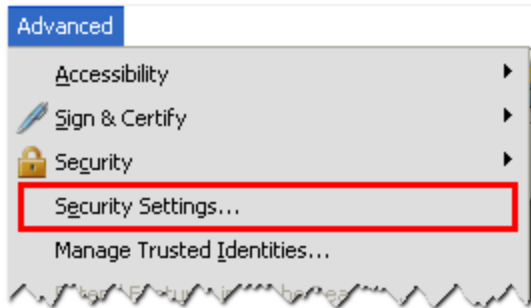 Advanced
Accessibility
Sign & Certify
Security
Security Settings...
Manage Trusted Identities...